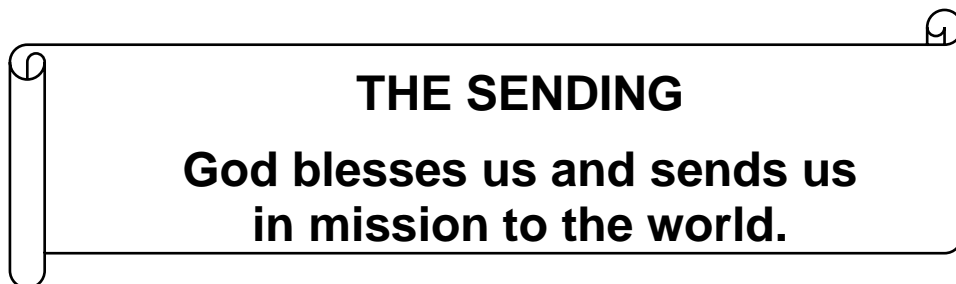 THE SENDING
God blesses us and sends us
in mission to the world.